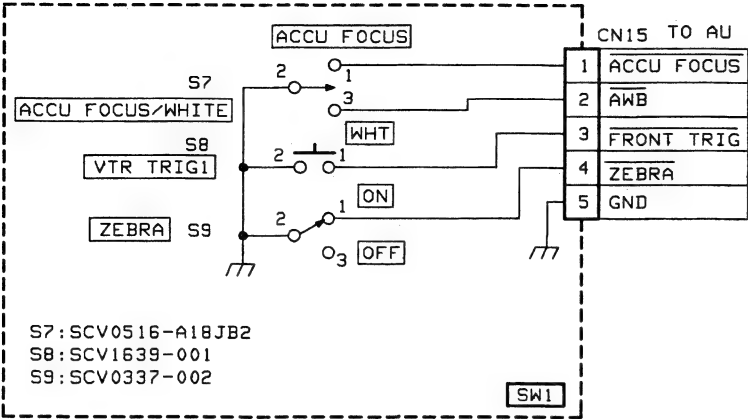 CN15 TO AU
ACCU FOCUS
1 ACCU FOCUS
S7 2 1
ACCU FOCUS/WHITE
3
2 AWB
WHT
S8
VTR TRIG1
2 1
3 FRONT TRIG
4 ZEBRA
ON
ZEBRA S9 2 1
5 GND
3 OFF
S7:SCV0516-A18JB2
S8:SCV1639-001
S9:SCV0337-002
SW1